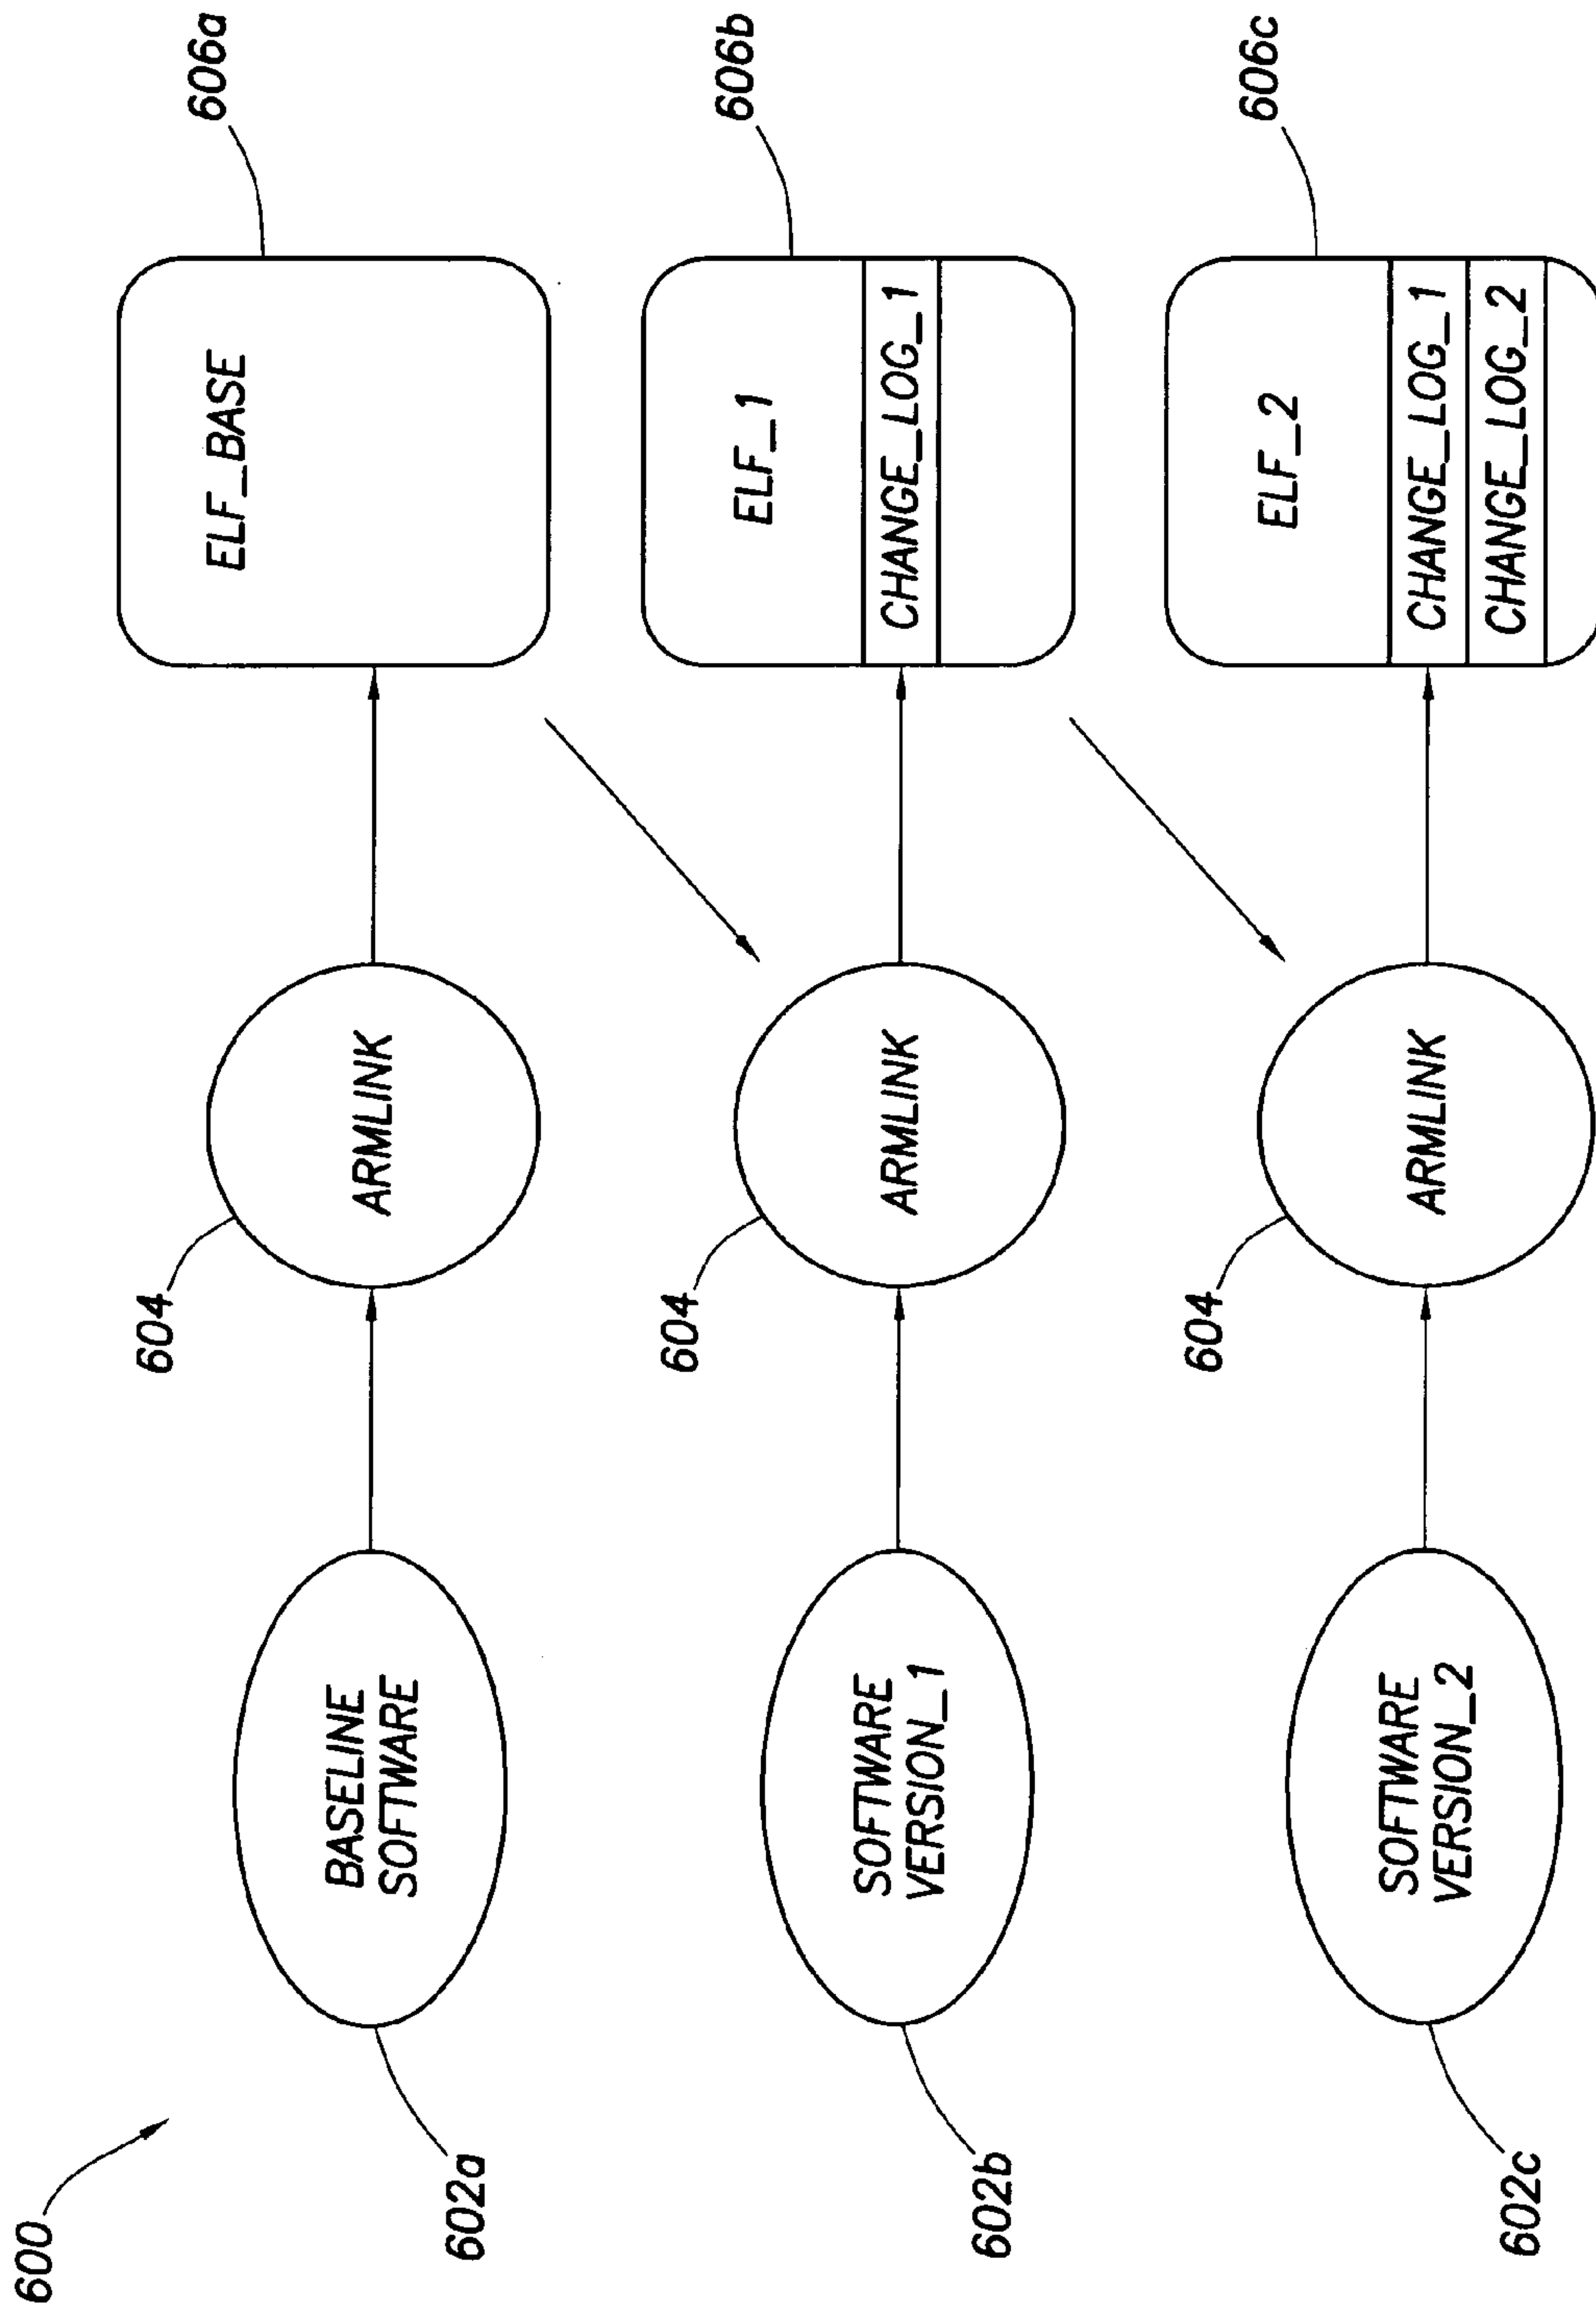 600
602a
BASELINE
SOFTWARE
604
ARMLINK
ELF_BASE
606a
602b
SOFTWARE
VERSION_1
604
ARMLINK
ELF_1
CHANGE_LOG_1
606b
602c
SOFTWARE
VERSION_2
604
ARMLINK
ELF_2
CHANGE_LOG_1
CHANGE_LOG_2
606c